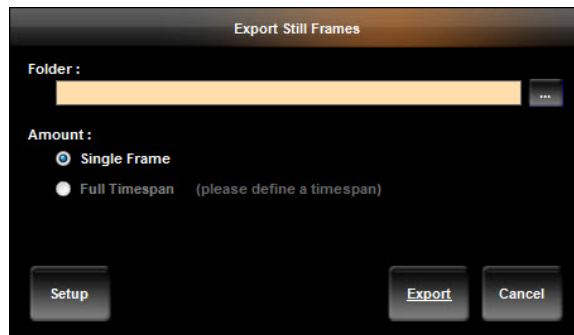 Export Still Frames
Folder :
...
Amount :
Single Frame
Full Timespan (please define a timespan)
Setup Export Cancel